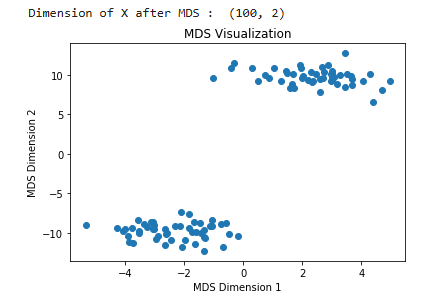 Dimension of X after MDS :  (100, 2)
MDS Visualization
10
5
0
−5
−10
MDS Dimension 2
−4
−2
0
2
4
MDS Dimension 1